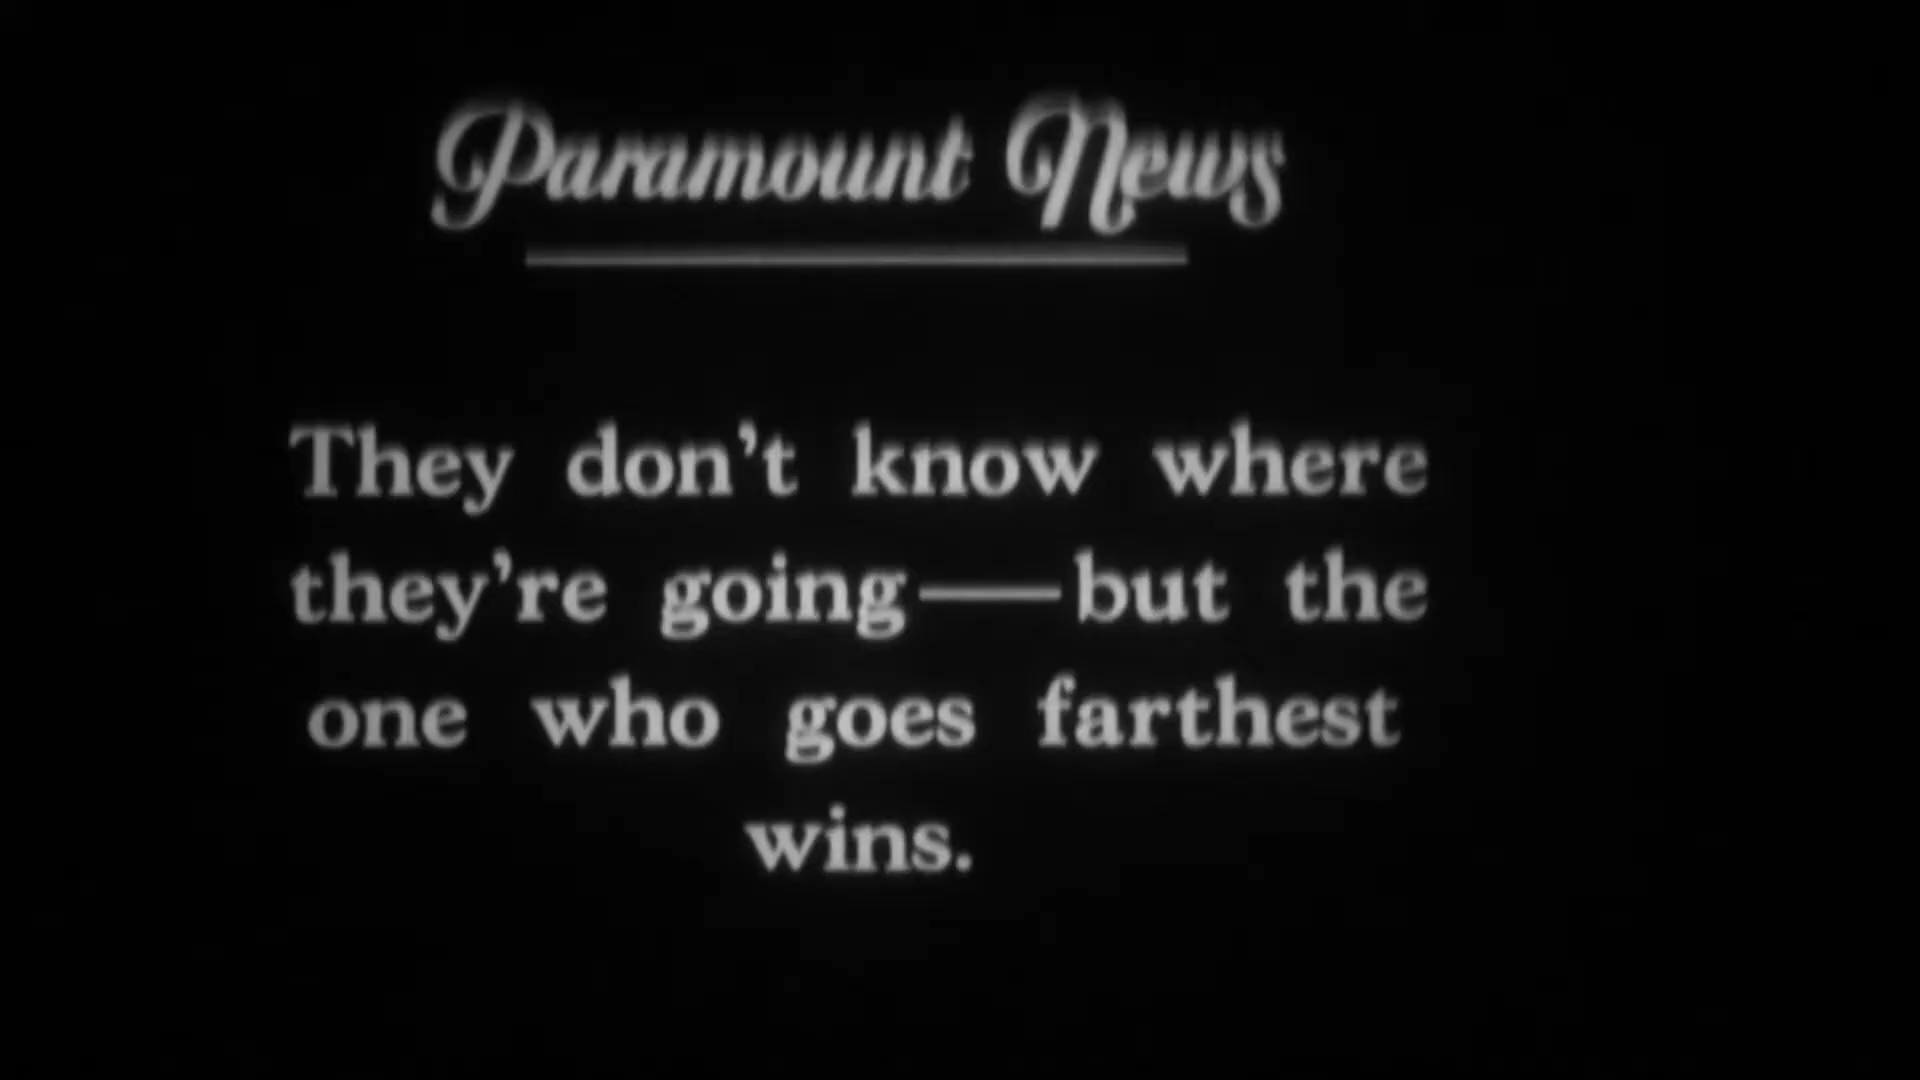 Paramount News
They don't know where
they're going—but the
one who goes farthest
wins.